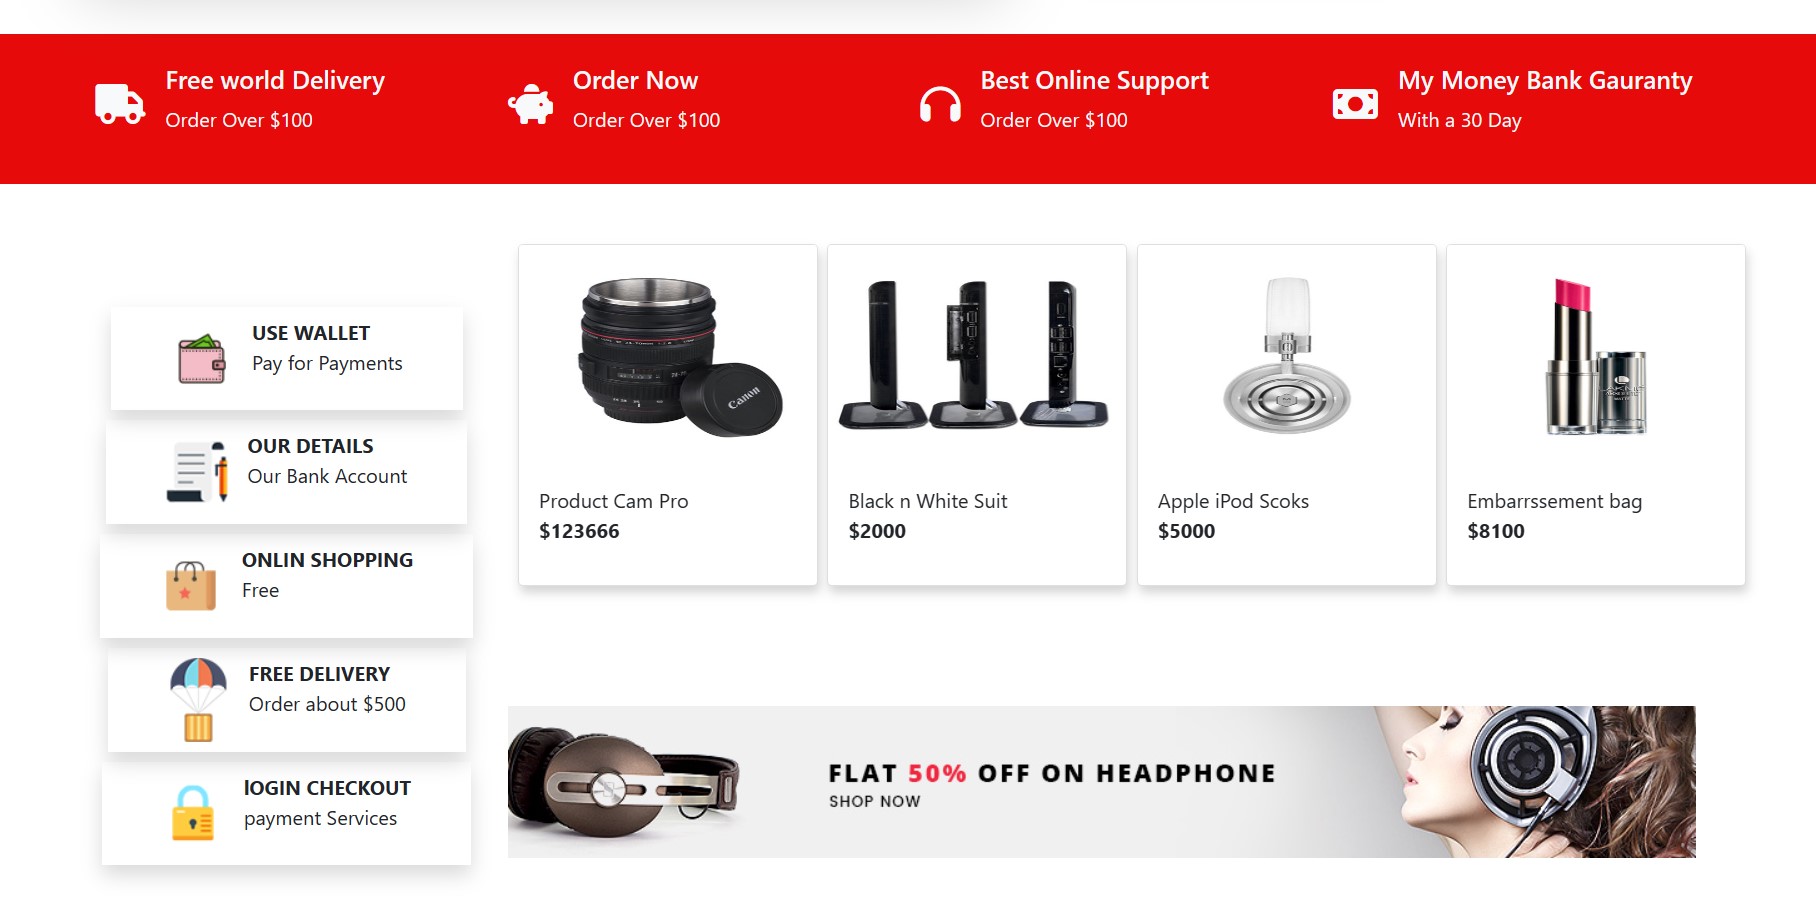 Free world Delivery
Order Over $100
Order Now
Order Over $100
Best Online Support
Order Over $100
My Money Bank Gauranty
With a 30 Day
USE WALLET
Pay for Payments
OUR DETAILS
Our Bank Account
ONLIN SHOPPING
Free
FREE DELIVERY
Order about $500
lOGIN CHECKOUT
payment Services
Canon
Product Cam Pro
$123666
Black n White Suit
$2000
Apple iPod Scoks
$5000
LAKMÉ
Embarrssement bag
$8100
FLAT 50% OFF ON HEADPHONE
SHOP NOW